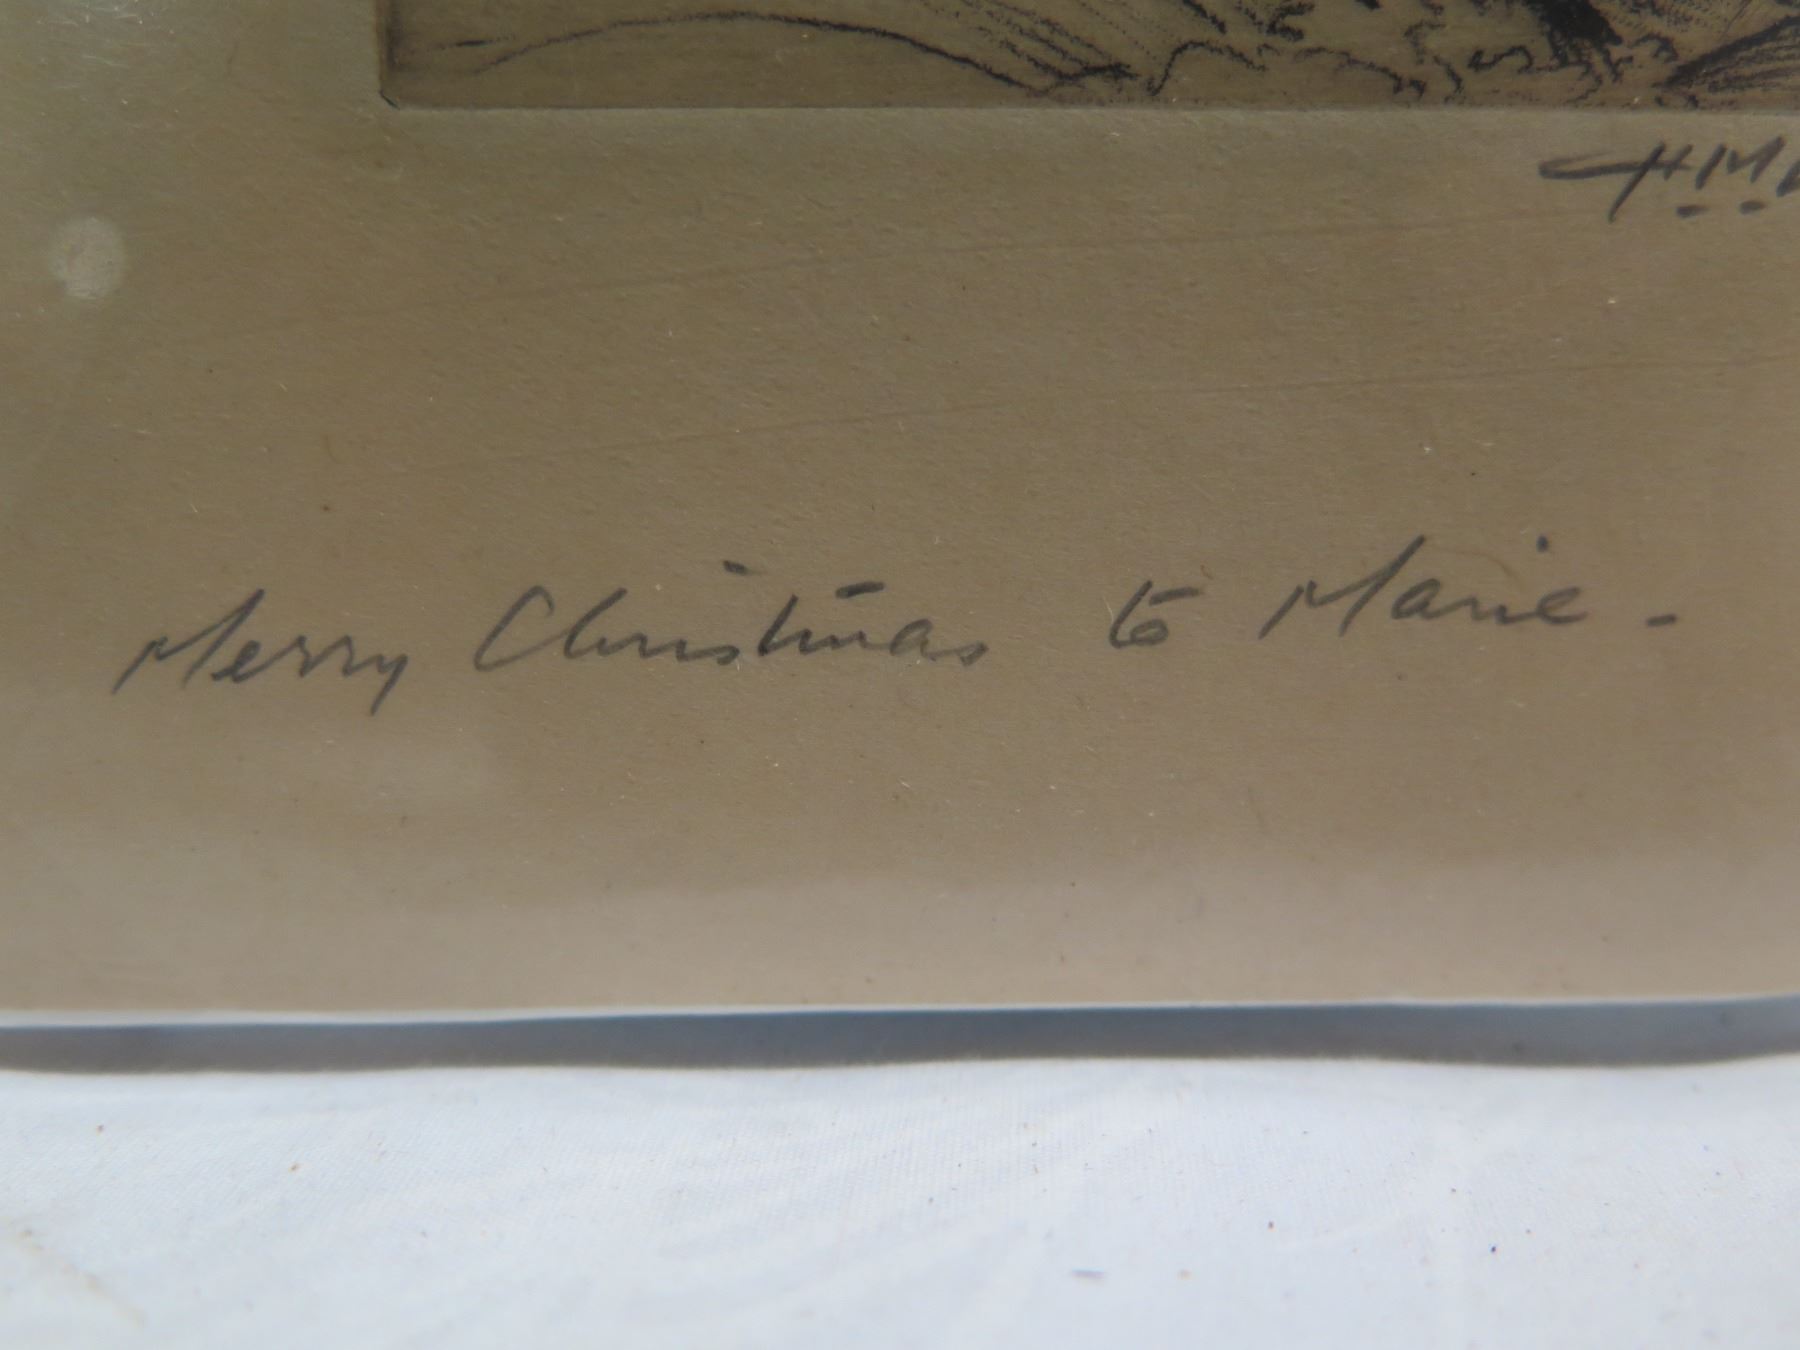 H.M.
Merry Christmas to Marie -